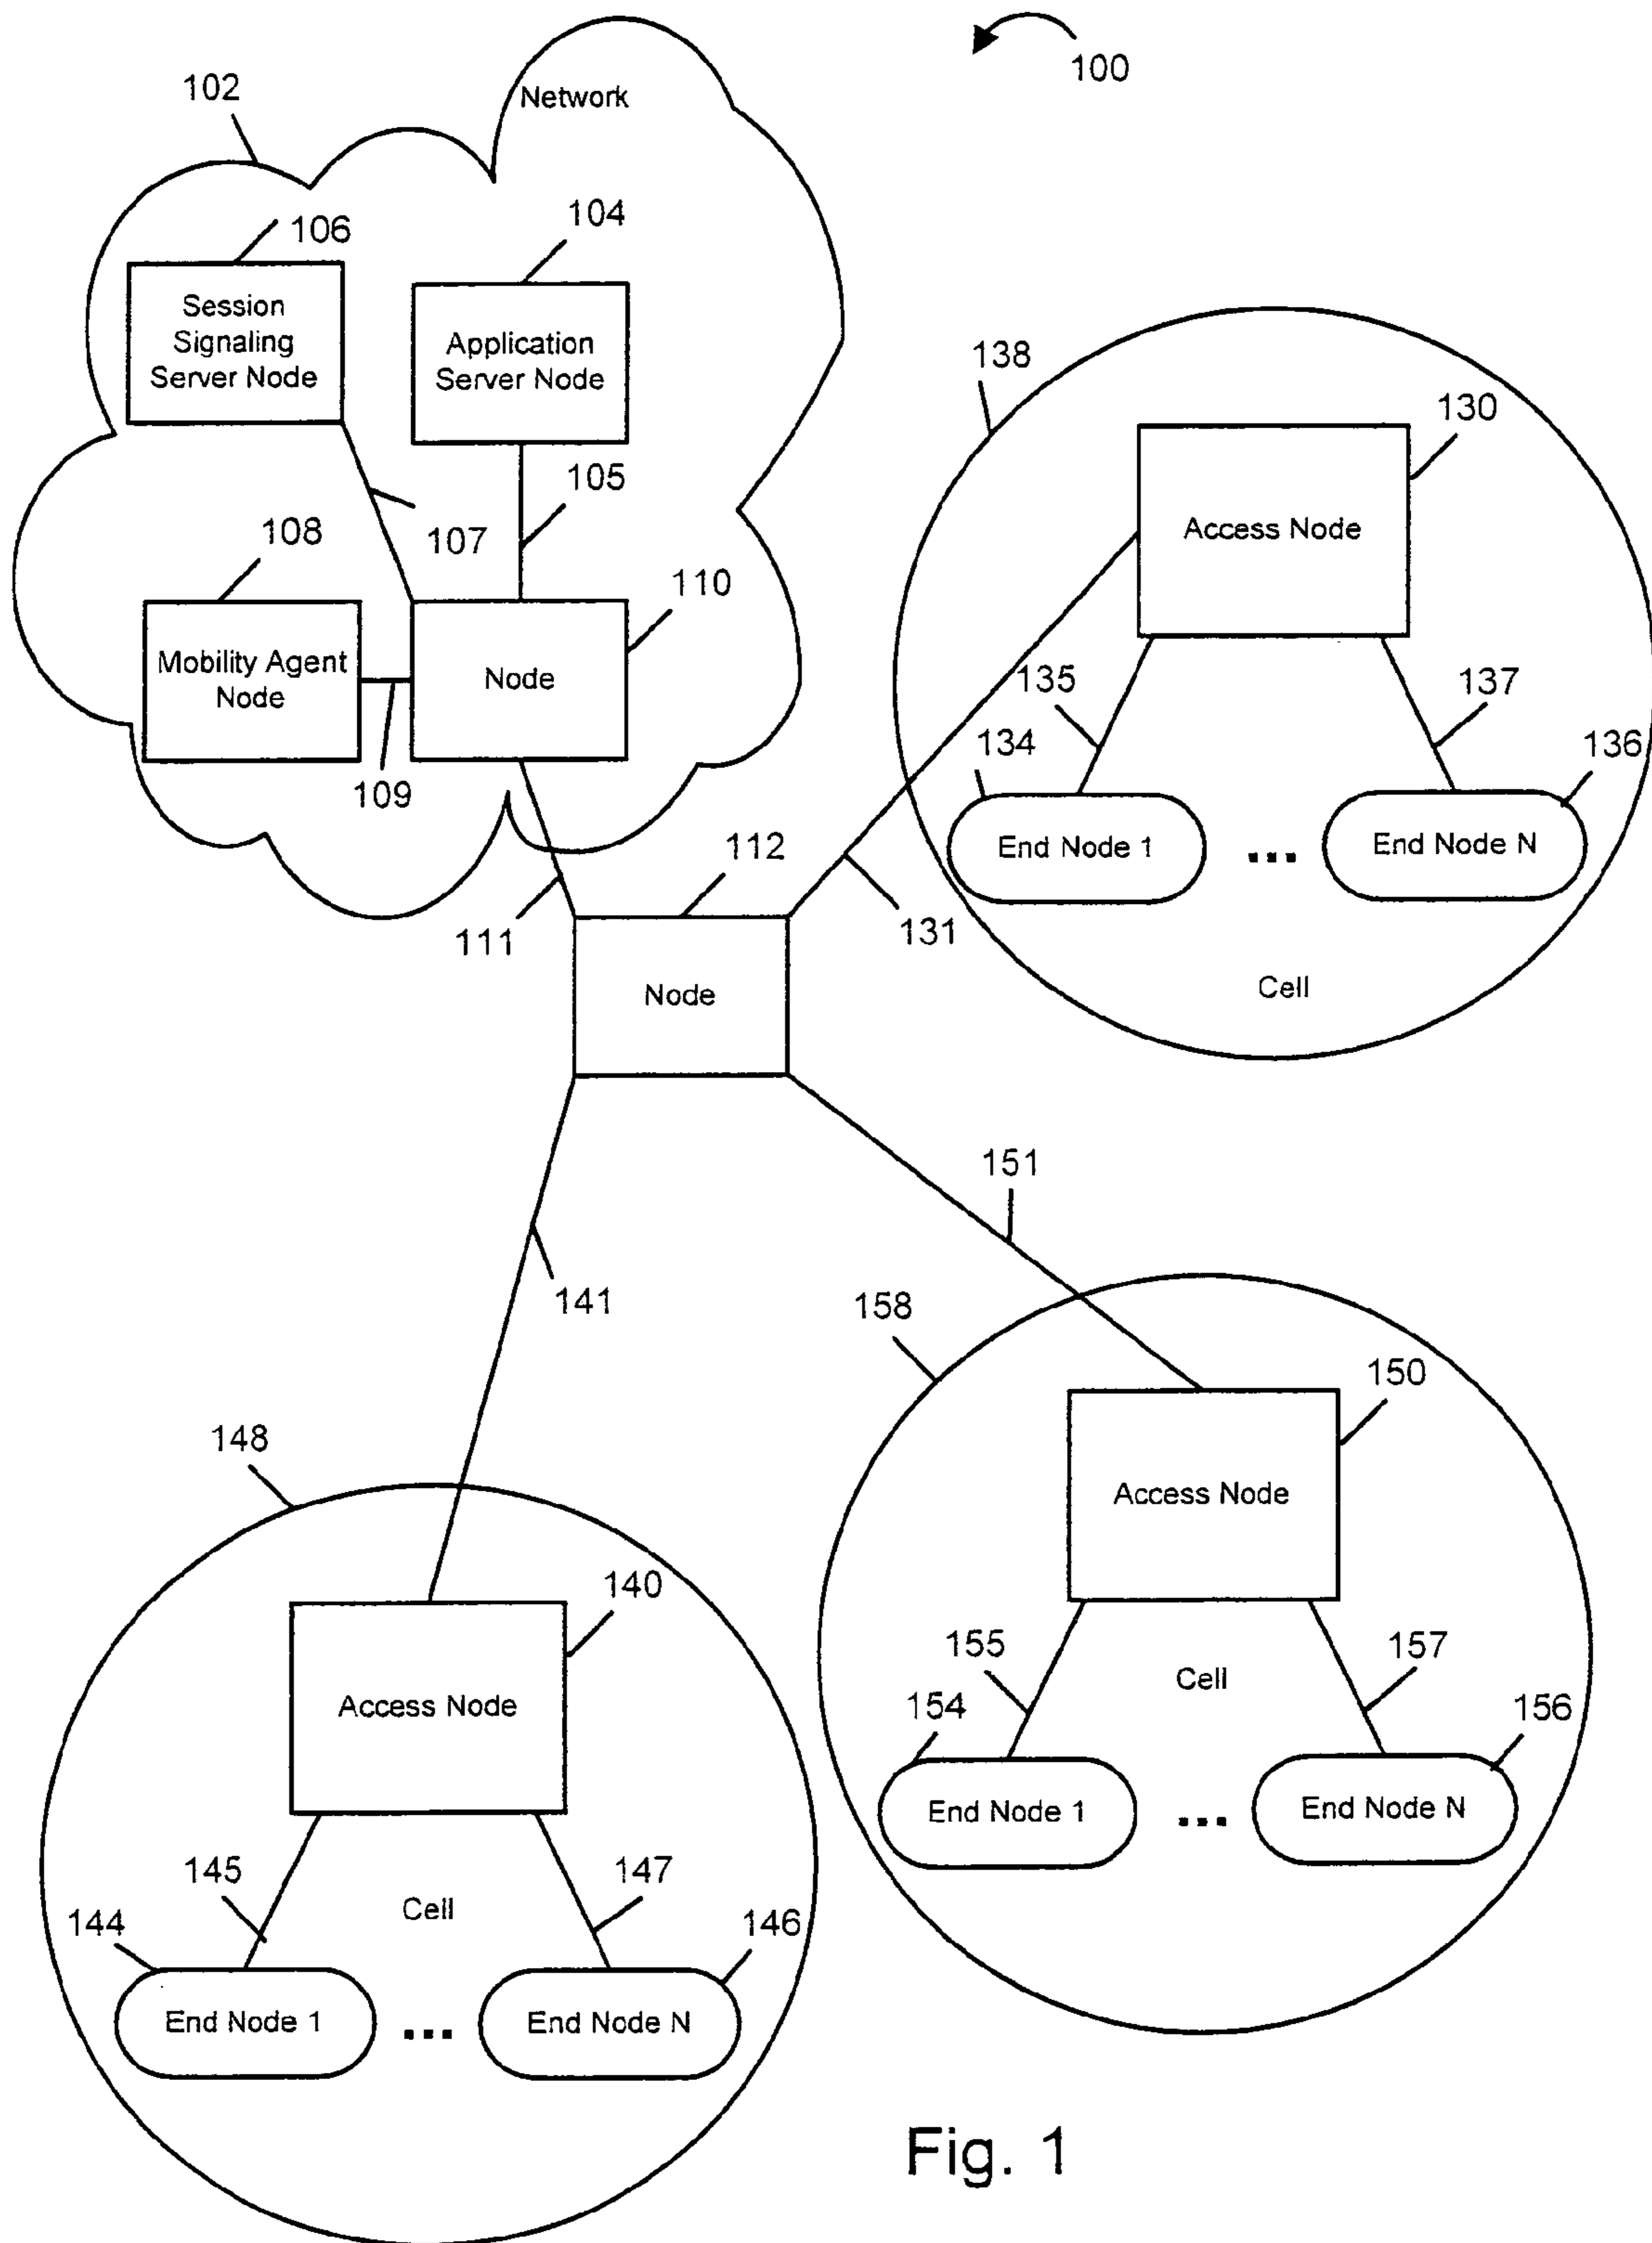 100
102
Network
106
104
Session
Signaling
Server Node
Application
Server Node
105
107
108
110
Mobility Agent
Node
Node
109
111
112
Node
138
130
Access Node
135
137
134
136
End Node 1
...
End Node N
131
Cell
141
151
158
150
Access Node
155
157
Cell
154
156
End Node 1
...
End Node N
148
140
Access Node
145
147
Cell
144
146
End Node 1
...
End Node N
Fig. 1